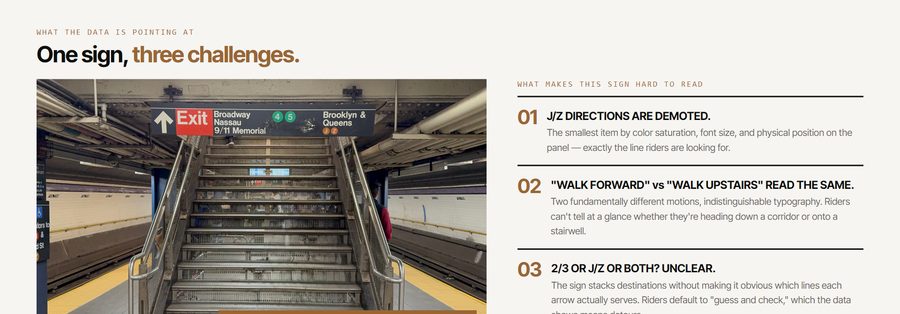 WHAT THE DATA IS POINTING AT
One sign, three challenges.
Exit
Broadway
Nassau
9/11 Memorial
4 5
Brooklyn &
Queens
J Z
WHAT MAKES THIS SIGN HARD TO READ
01 J/Z DIRECTIONS ARE DEMOTED.
The smallest item by color saturation, font size, and physical position on the
panel — exactly the line riders are looking for.
02 "WALK FORWARD" vs "WALK UPSTAIRS" READ THE SAME.
Two fundamentally different motions, indistinguishable typography. Riders
can't tell at a glance whether they're heading down a corridor or onto a
stairwell.
03 2/3 OR J/Z OR BOTH? UNCLEAR.
The sign stacks destinations without making it obvious which lines each
arrow actually serves. Riders default to "guess and check," which the data